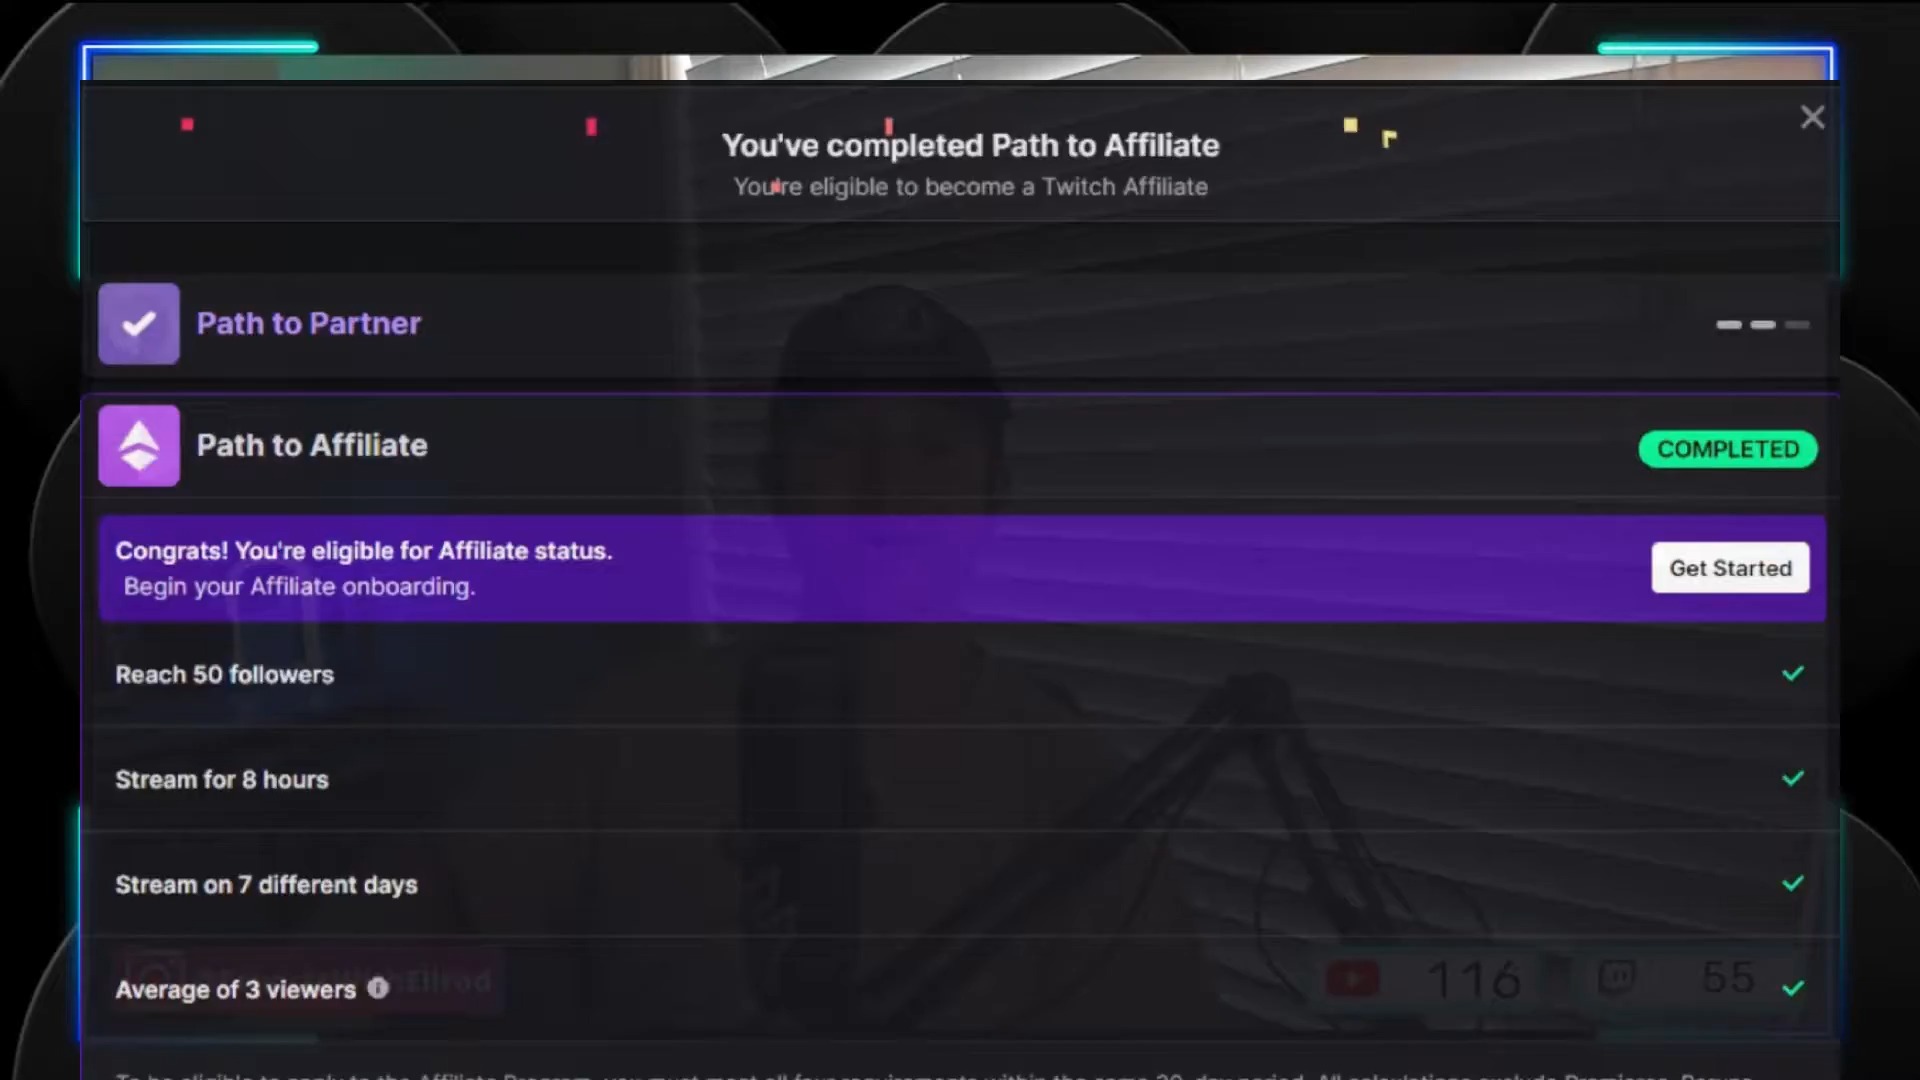 You've completed Path to Affiliate
You're eligible to become a Twitch Affiliate
Path to Partner
Path to Affiliate
COMPLETED
Congrats! You're eligible for Affiliate status.
Begin your Affiliate onboarding.
Get Started
Reach 50 followers
Stream for 8 hours
Stream on 7 different days
Average of 3 viewers
116
55